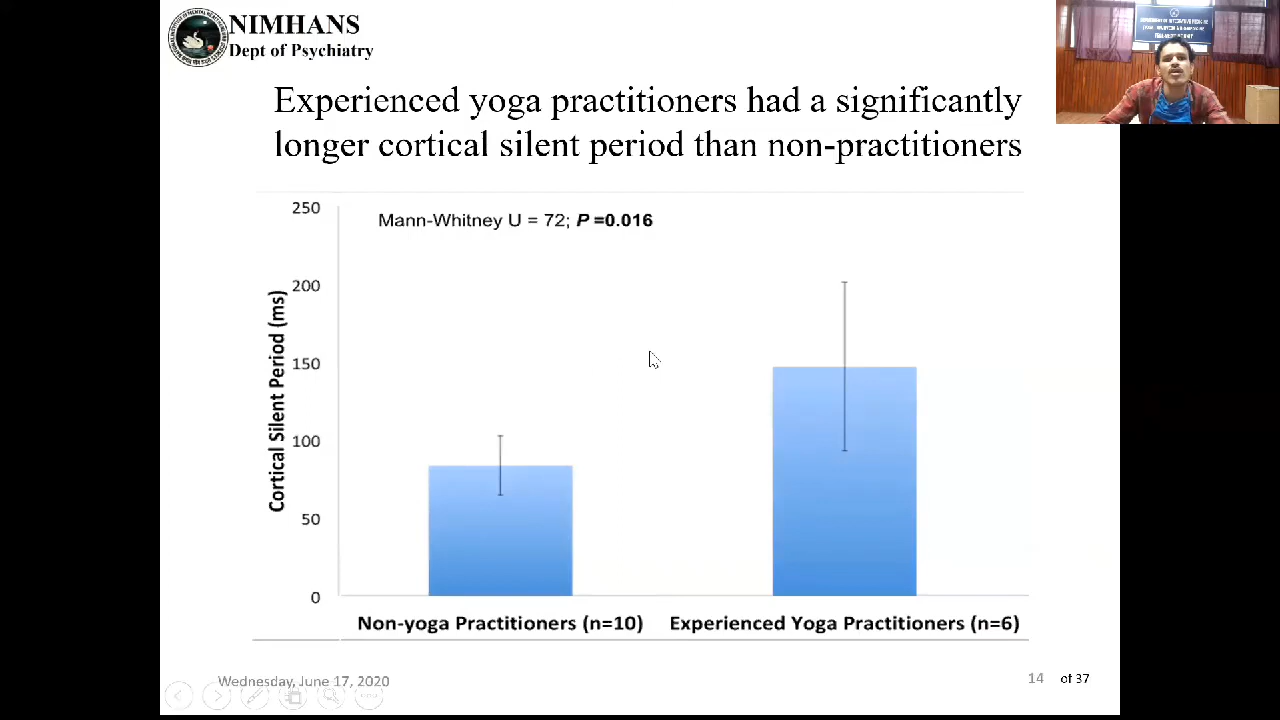 NIMHANS
Dept of Psychiatry
Experienced yoga practitioners had a significantly
longer cortical silent period than non-practitioners
Mann-Whitney U = 72; P =0.016
Cortical Silent Period (ms)
250
200
150
100
50
0
Non-yoga Practitioners (n=10) Experienced Yoga Practitioners (n=6)
Wednesday, June 17, 2020
14 of 37